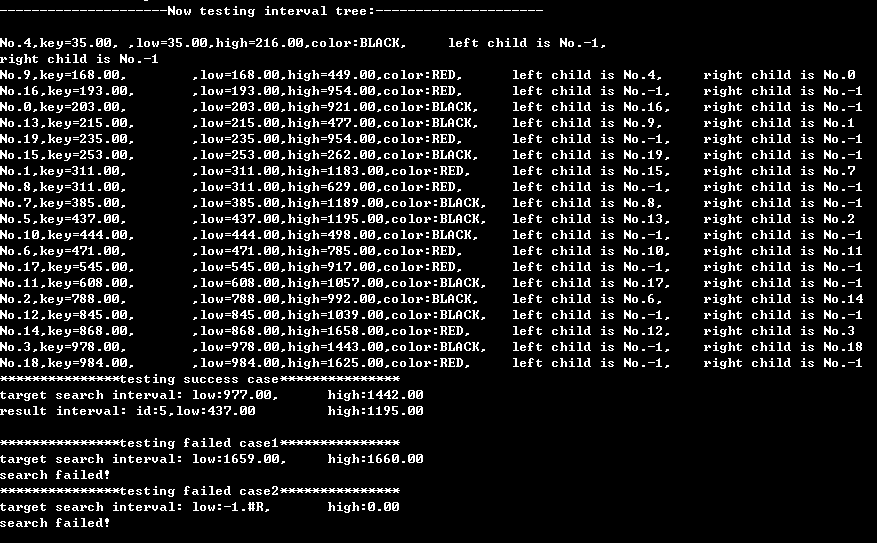 ---------------------Now testing interval tree:---------------------
No.4,key=35.00, ,low=35.00,high=216.00,color:BLACK, left child is No.-1,
right child is No.-1
No.9,key=168.00, ,low=168.00,high=449.00,color:RED, left child is No.4, right child is No.0
No.16,key=193.00, ,low=193.00,high=954.00,color:RED, left child is No.-1, right child is No.-1
No.0,key=203.00, ,low=203.00,high=921.00,color:BLACK, left child is No.16, right child is No.-1
No.13,key=215.00, ,low=215.00,high=477.00,color:BLACK, left child is No.9, right child is No.1
No.19,key=235.00, ,low=235.00,high=954.00,color:RED, left child is No.-1, right child is No.-1
No.15,key=253.00, ,low=253.00,high=262.00,color:BLACK, left child is No.19, right child is No.-1
No.1,key=311.00, ,low=311.00,high=1183.00,color:RED, left child is No.15, right child is No.7
No.8,key=311.00, ,low=311.00,high=629.00,color:RED, left child is No.-1, right child is No.-1
No.7,key=385.00, ,low=385.00,high=1189.00,color:BLACK, left child is No.8, right child is No.-1
No.5,key=437.00, ,low=437.00,high=1195.00,color:BLACK, left child is No.13, right child is No.2
No.10,key=444.00, ,low=444.00,high=498.00,color:BLACK, left child is No.-1, right child is No.-1
No.6,key=471.00, ,low=471.00,high=785.00,color:RED, left child is No.10, right child is No.11
No.17,key=545.00, ,low=545.00,high=917.00,color:RED, left child is No.-1, right child is No.-1
No.11,key=608.00, ,low=608.00,high=1057.00,color:BLACK, left child is No.17, right child is No.-1
No.2,key=788.00, ,low=788.00,high=992.00,color:BLACK, left child is No.6, right child is No.14
No.12,key=845.00, ,low=845.00,high=1039.00,color:BLACK, left child is No.-1, right child is No.-1
No.14,key=868.00, ,low=868.00,high=1658.00,color:RED, left child is No.12, right child is No.3
No.3,key=978.00, ,low=978.00,high=1443.00,color:BLACK, left child is No.-1, right child is No.18
No.18,key=984.00, ,low=984.00,high=1625.00,color:RED, left child is No.-1, right child is No.-1
***************testing success case***************
target search interval: low:977.00, high:1442.00
result interval: id:5,low:437.00 high:1195.00
***************testing failed case1***************
target search interval: low:1659.00, high:1660.00
search failed!
***************testing failed case2***************
target search interval: low:-1.#R, high:0.00
search failed!